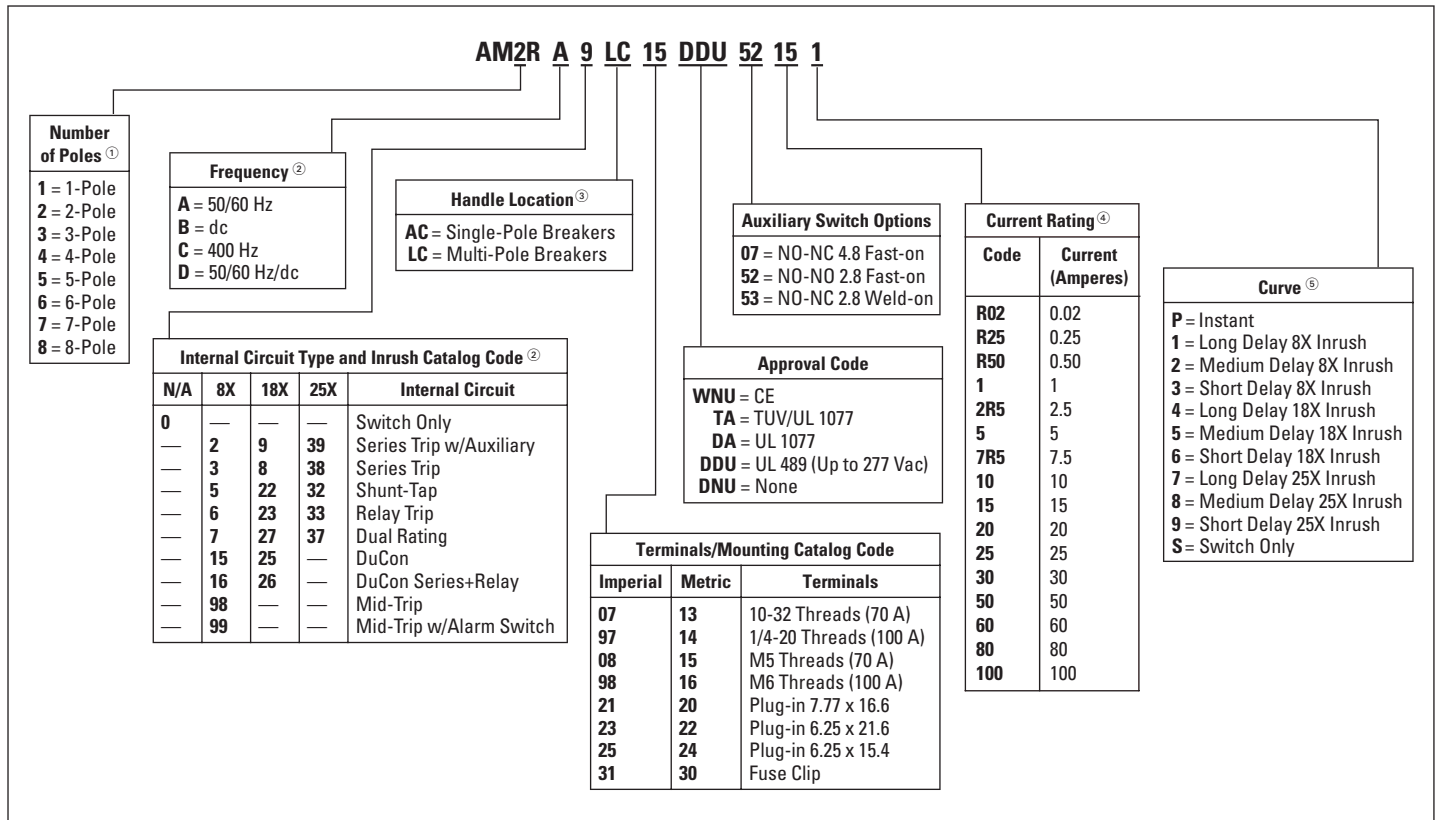 AM2R A 9 LC 15 DDU 52 15 1
Number
of Poles ①
1 = 1-Pole
2 = 2-Pole
3 = 3-Pole
4 = 4-Pole
5 = 5-Pole
6 = 6-Pole
7 = 7-Pole
8 = 8-Pole
Frequency ②
A = 50/60 Hz
B = dc
C = 400 Hz
D = 50/60 Hz/dc
Handle Location ③
AC = Single-Pole Breakers
LC = Multi-Pole Breakers
Internal Circuit Type and Inrush Catalog Code ②
N/A 8X 18X 25X Internal Circuit
0 — — — Switch Only
— 2 9 39 Series Trip w/Auxiliary
— 3 8 38 Series Trip
— 5 22 32 Shunt-Tap
— 6 23 33 Relay Trip
— 7 27 37 Dual Rating
— 15 25 — DuCon
— 16 26 — DuCon Series+Relay
— 98 — — Mid-Trip
— 99 — — Mid-Trip w/Alarm Switch
Auxiliary Switch Options
07 = NO-NC 4.8 Fast-on
52 = NO-NO 2.8 Fast-on
53 = NO-NC 2.8 Weld-on
Approval Code
WNU = CE
TA = TUV/UL 1077
DA = UL 1077
DDU = UL 489 (Up to 277 Vac)
DNU = None
Terminals/Mounting Catalog Code
Imperial Metric Terminals
07 13 10-32 Threads (70 A)
97 14 1/4-20 Threads (100 A)
08 15 M5 Threads (70 A)
98 16 M6 Threads (100 A)
21 20 Plug-in 7.77 x 16.6
23 22 Plug-in 6.25 x 21.6
25 24 Plug-in 6.25 x 15.4
31 30 Fuse Clip
Current Rating ④
Code Current
(Amperes)
R02 0.02
R25 0.25
R50 0.50
1 1
2R5 2.5
5 5
7R5 7.5
10 10
15 15
20 20
25 25
30 30
50 50
60 60
80 80
100 100
Curve ⑤
P = Instant
1 = Long Delay 8X Inrush
2 = Medium Delay 8X Inrush
3 = Short Delay 8X Inrush
4 = Long Delay 18X Inrush
5 = Medium Delay 18X Inrush
6 = Short Delay 18X Inrush
7 = Long Delay 25X Inrush
8 = Medium Delay 25X Inrush
9 = Short Delay 25X Inrush
S = Switch Only